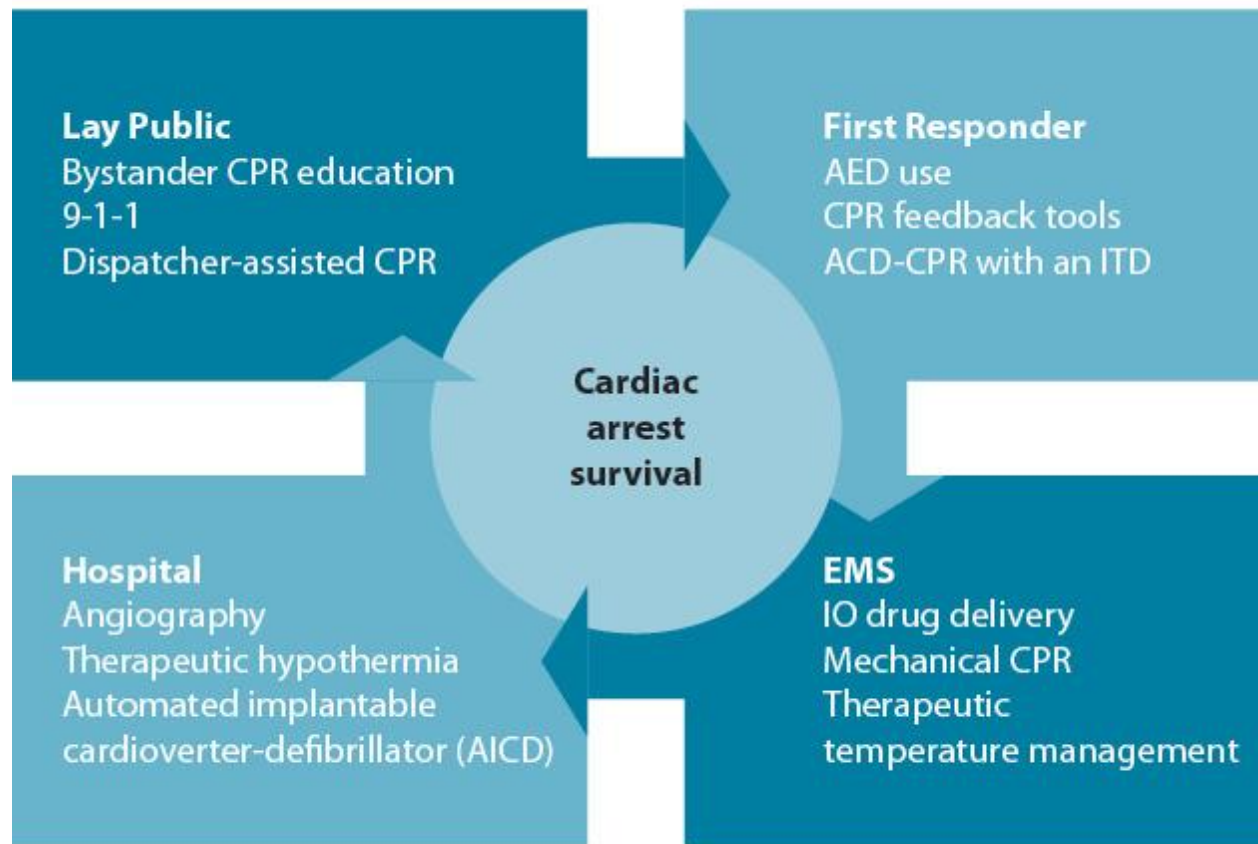 Lay Public
Bystander CPR education
9-1-1
Dispatcher-assisted CPR
First Responder
AED use
CPR feedback tools
ACD-CPR with an ITD
Cardiac
arrest
survival
Hospital
Angiography
Therapeutic hypothermia
Automated implantable
cardioverter-defibrillator (AICD)
EMS
IO drug delivery
Mechanical CPR
Therapeutic
temperature management